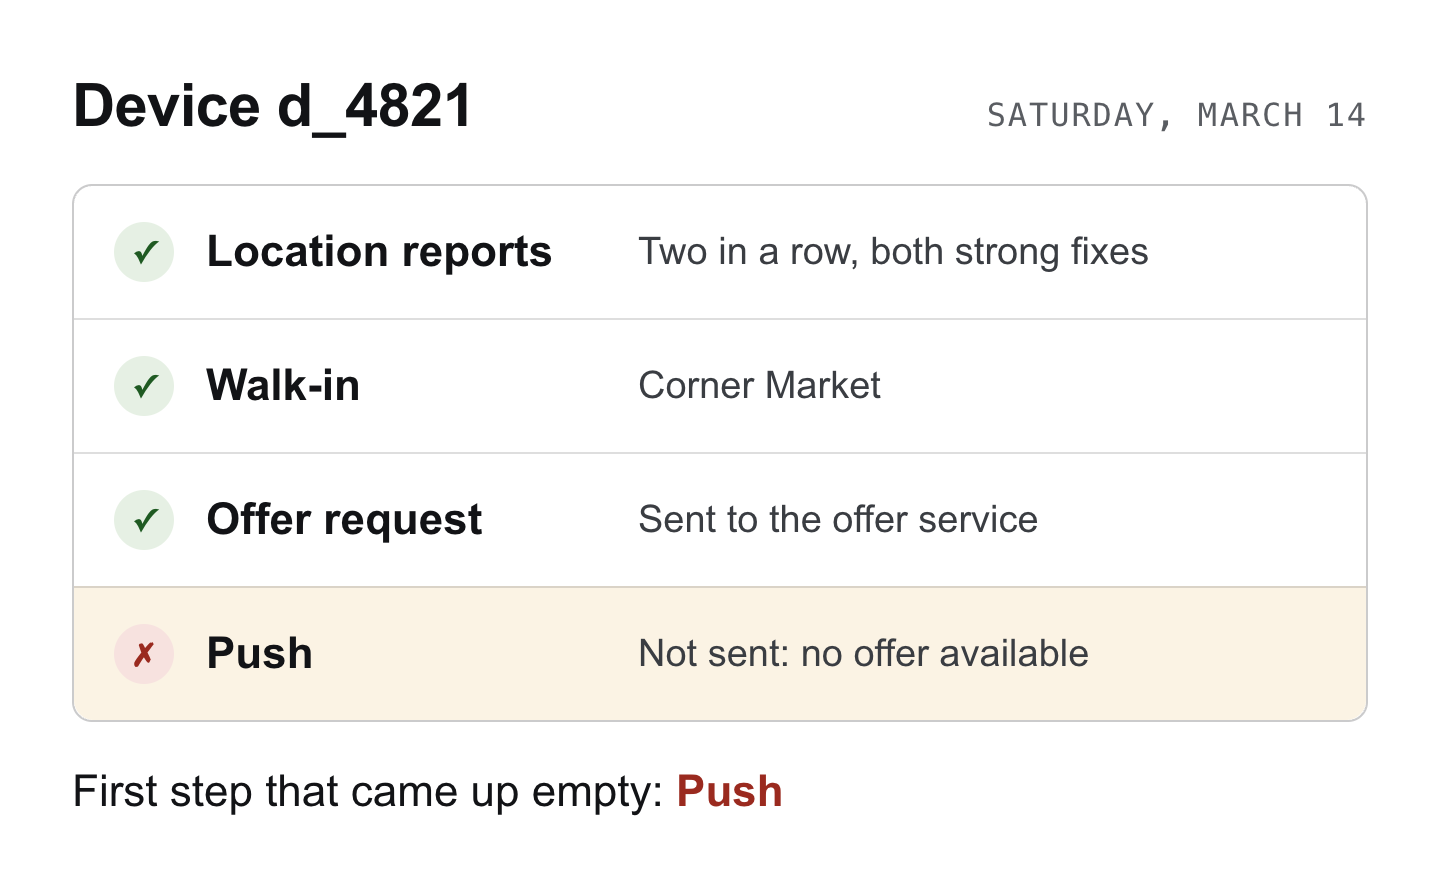 Device d_4821
SATURDAY, MARCH 14
✓ Location reports Two in a row, both strong fixes
✓ Walk-in Corner Market
✓ Offer request Sent to the offer service
✗ Push Not sent: no offer available
First step that came up empty: Push